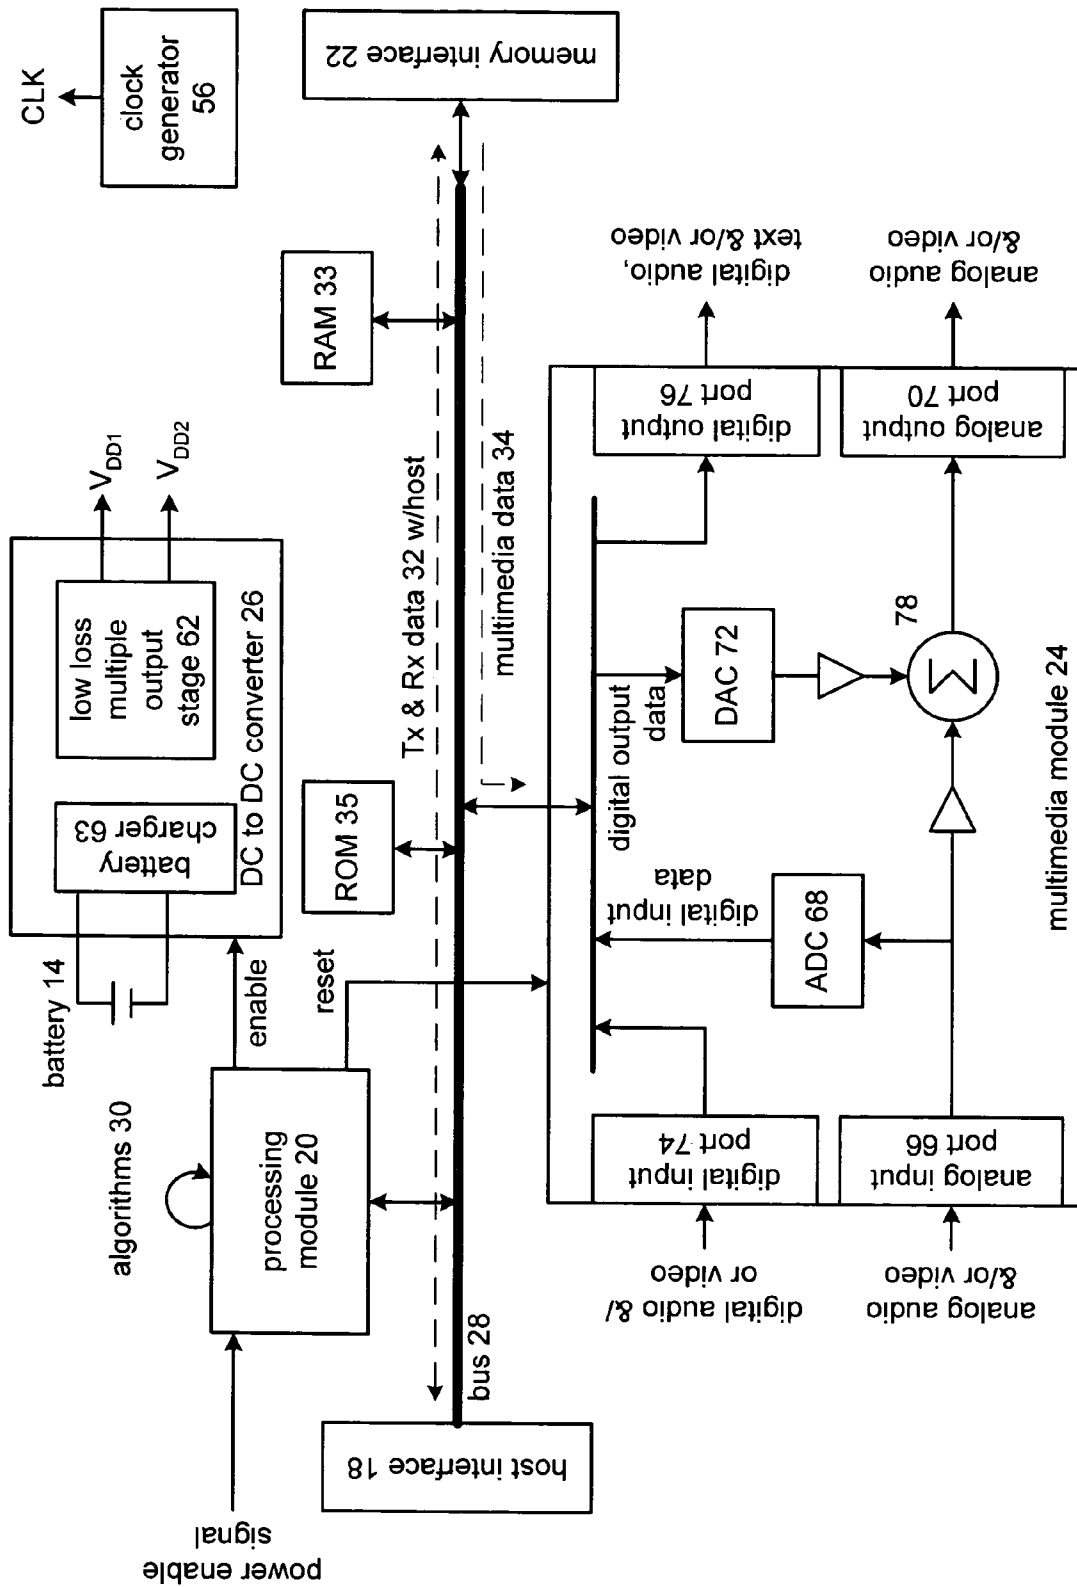 power enable
signal
algorithms 30
processing
module 20
battery 14
enable
reset
battery
charger 63
DC to DC converter 26
low loss
multiple
output
stage 62
VDD1
VDD2
CLK
clock
generator
56
host interface 18
bus 28
ROM 35
Tx & Rx data 32 w/host
RAM 33
multimedia data 34
memory interface 22
digital audio &/
or video
digital input
port 74
digital input
data
digital output
data
digital output
port 76
digital audio,
text &/or video
analog audio
&/or video
analog input
port 66
ADC 68
DAC 72
Σ
78
analog output
port 70
analog audio
&/or video
multimedia module 24